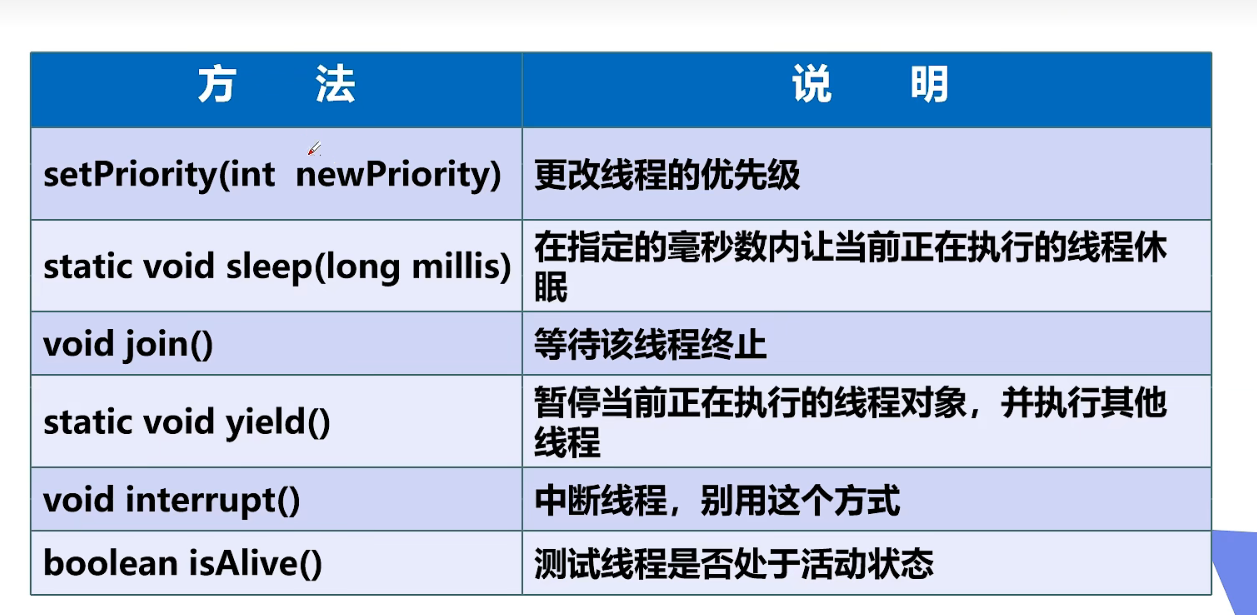 方 法
说 明
setPriority(int newPriority)
更改线程的优先级
static void sleep(long millis)
在指定的毫秒数内让当前正在执行的线程休
眠
void join()
等待该线程终止
static void yield()
暂停当前正在执行的线程对象，并执行其他
线程
void interrupt()
中断线程，别用这个方式
boolean isAlive()
测试线程是否处于活动状态